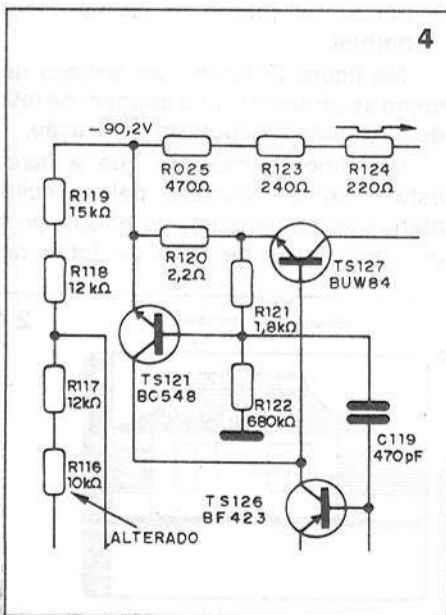 4
-90,2V
R025
470Ω
R123
240Ω
R124
220Ω
R119
15kΩ
R120
2,2Ω
TS127
BUW84
R118
12kΩ
R121
1,8kΩ
TS121
BC548
R117
12kΩ
R122
680kΩ
C119
470pF
R116
10kΩ
TS126
BF423
ALTERADO